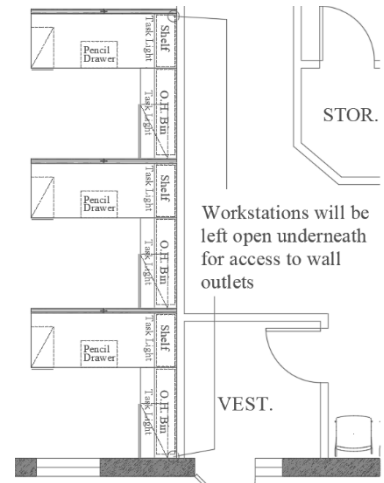 Task Light
Shelf
Pencil
Drawer
Task Light
O.H. Bin
STOR.
Task Light
Shelf
Pencil
Drawer
Task Light
O.H. Bin
Workstations will be
left open underneath
for access to wall
outlets
Task Light
Shelf
Pencil
Drawer
Task Light
O.H. Bin
VEST.